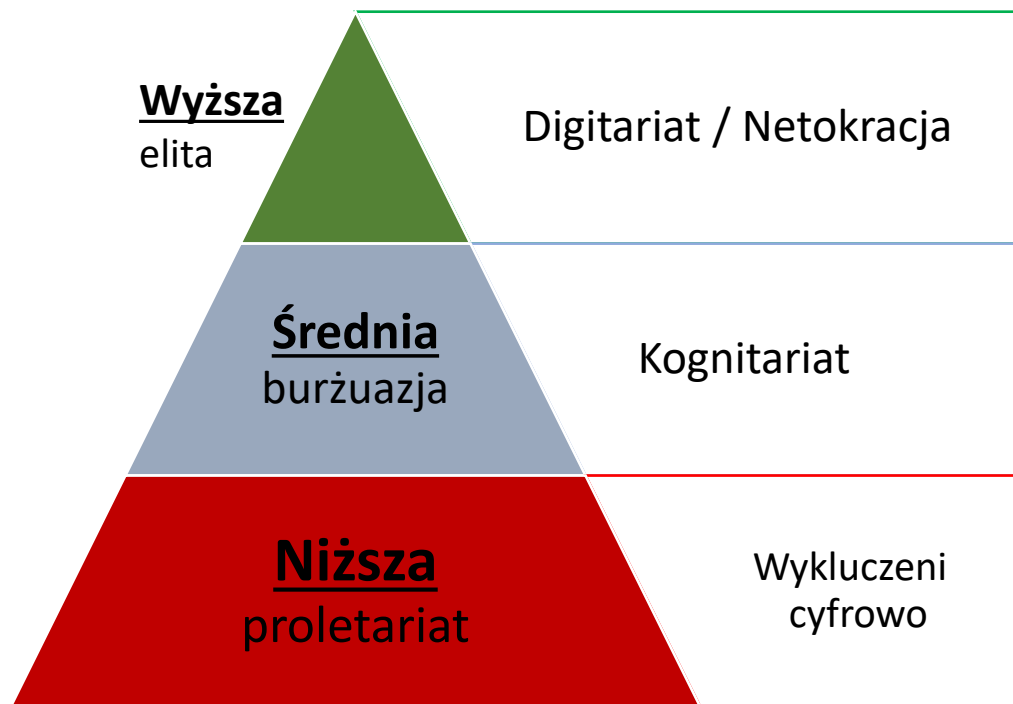 Wyższa
elita
Digitariat / Netokracja
Średnia
burżuazja
Kognitariat
Niższa
proletariat
Wykluczeni
cyfrowo